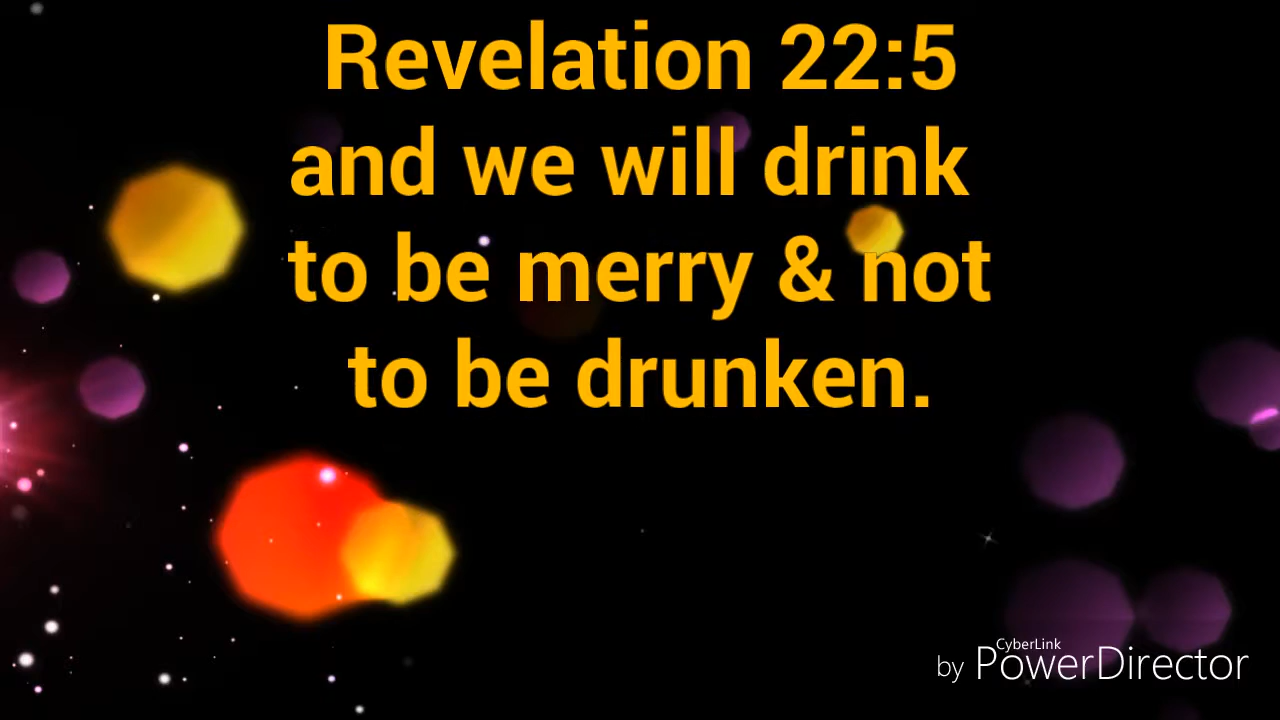 Revelation 22:5
and we will drink
to be merry & not
to be drunken.
CyberLink
by PowerDirector